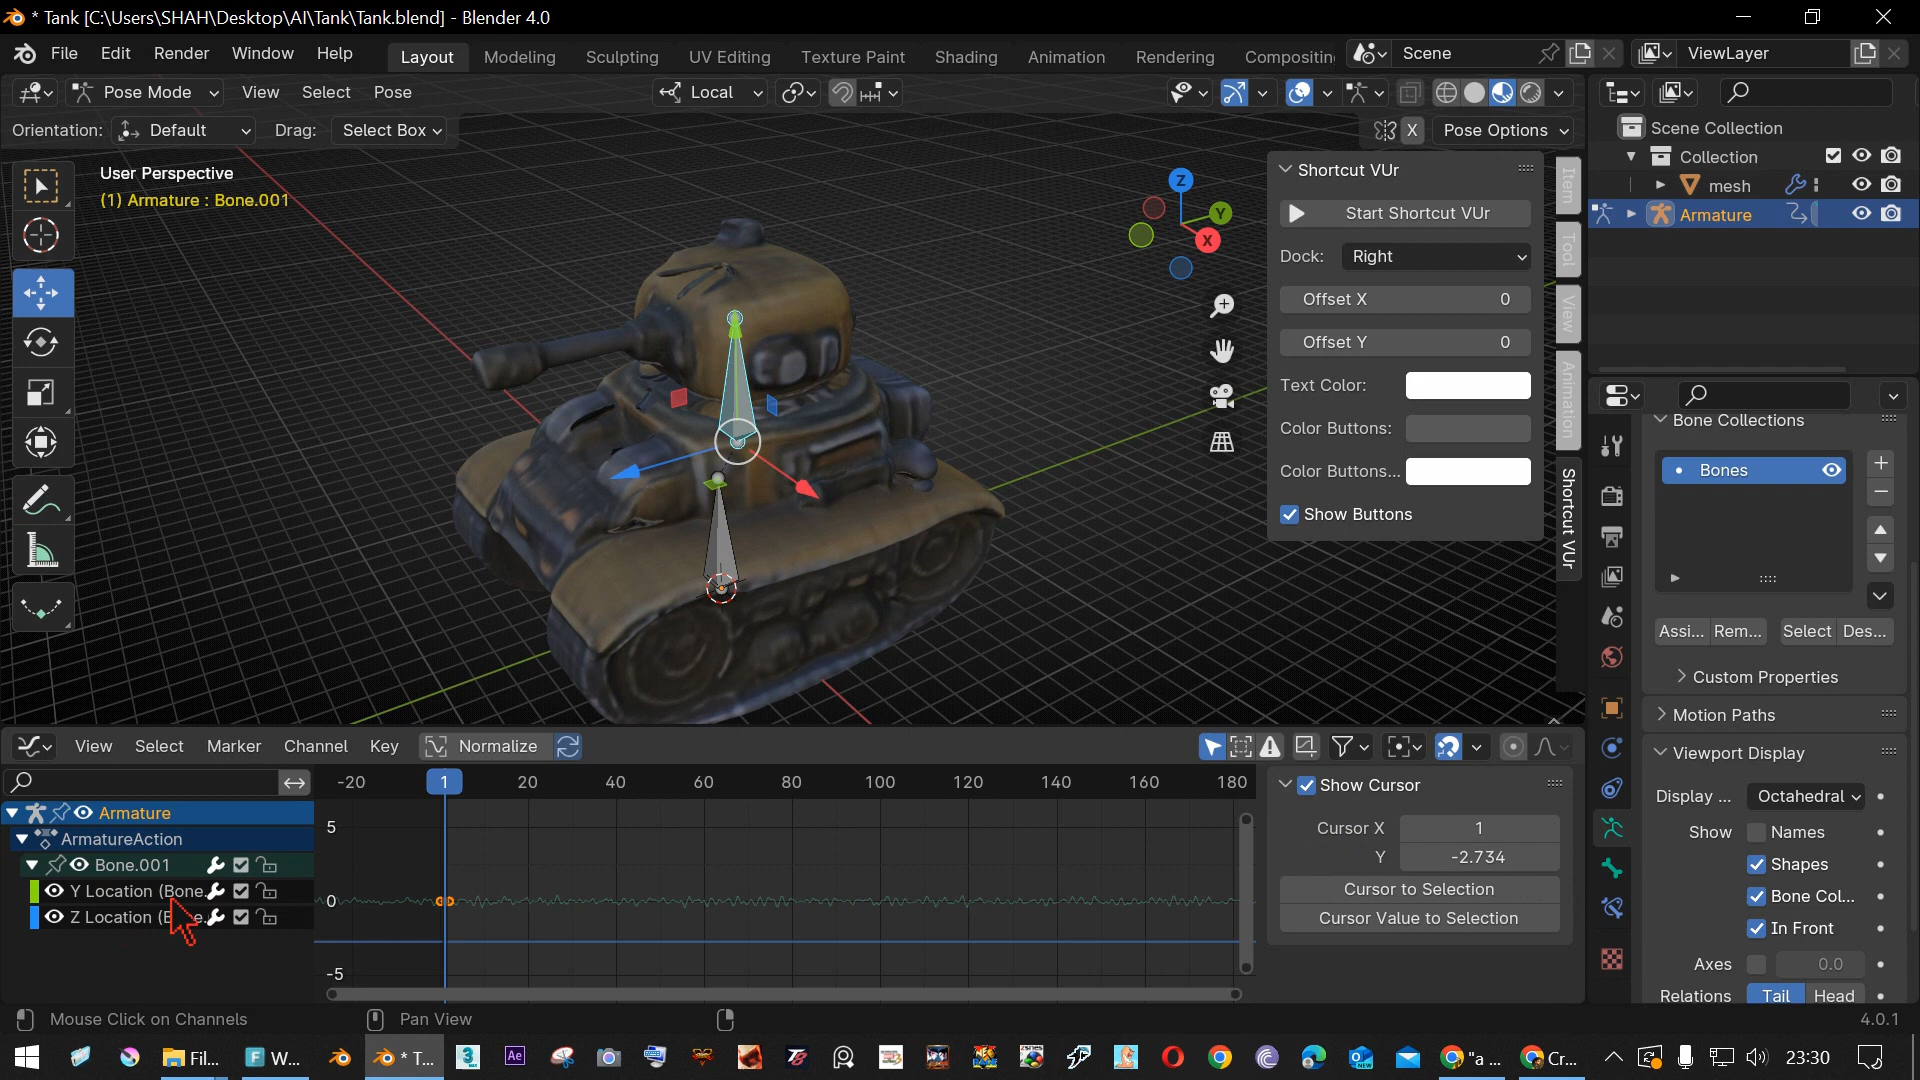 * Tank [C:\Users\SHAH\Desktop\AI\Tank\Tank.blend] - Blender 4.0
File Edit Render Window Help Layout Modeling Sculpting UV Editing Texture Paint Shading Animation Rendering Compositin Scene ViewLayer
Pose Mode View Select Pose Local
Orientation: Default Drag: Select Box X Pose Options
User Perspective
(1) Armature : Bone.001
Z
Y
X
Shortcut VUr
Start Shortcut VUr
Dock: Right
Offset X 0
Offset Y 0
Text Color:
Color Buttons:
Color Buttons...
Show Buttons
Item
Tool
View
Animation
Shortcut VUr
Scene Collection
Collection
mesh
Armature
Bone Collections
Bones
Assi... Rem... Select Des...
Custom Properties
Motion Paths
Viewport Display
Display ... Octahedral
Show Names
Shapes
Bone Col...
In Front
Axes 0.0
Relations Tail Head
View Select Marker Channel Key Normalize
-20 1 20 40 60 80 100 120 140 160 180
5
0
-5
Armature
ArmatureAction
Bone.001
Y Location (Bone.
Z Location (
Show Cursor
Cursor X 1
Y -2.734
Cursor to Selection
Cursor Value to Selection
Mouse Click on Channels Pan View 4.0.1
Fil... W... * T... Ae "a ... Cr... 23:30